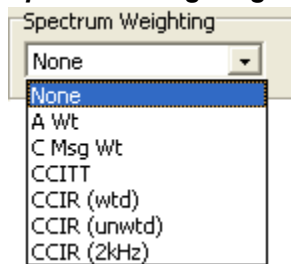 Spectrum Weighting
None
None
A Wt
C Msg Wt
CCITT
CCIR (wtd)
CCIR (unwtd)
CCIR (2kHz)